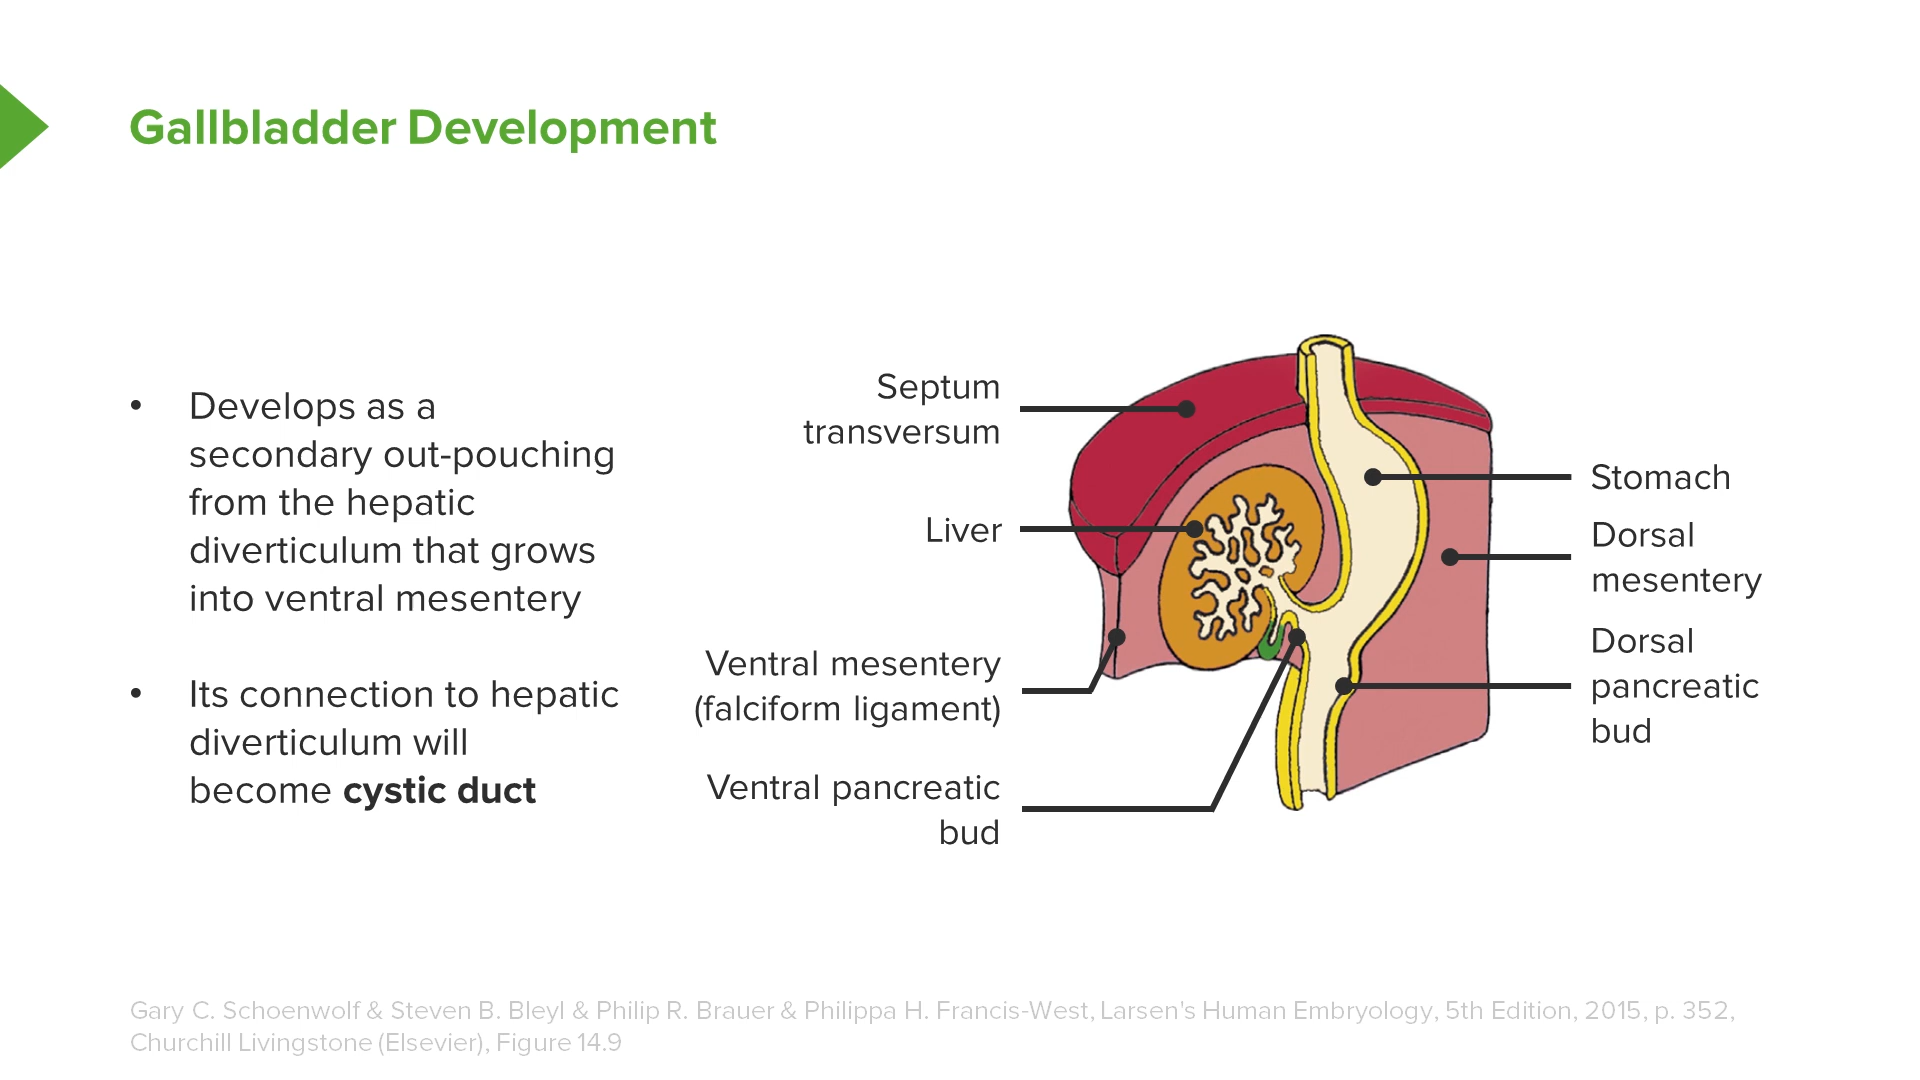 Gallbladder Development
• Develops as a
secondary out-pouching
from the hepatic
diverticulum that grows
into ventral mesentery
• Its connection to hepatic
diverticulum will
become cystic duct
Septum
transversum
Liver
Ventral mesentery
(falciform ligament)
Ventral pancreatic
bud
Stomach
Dorsal
mesentery
Dorsal
pancreatic
bud
Gary C. Schoenwolf & Steven B. Bleyl & Philip R. Brauer & Philippa H. Francis-West, Larsen's Human Embryology, 5th Edition, 2015, p. 352,
Churchill Livingstone (Elsevier), Figure 14.9